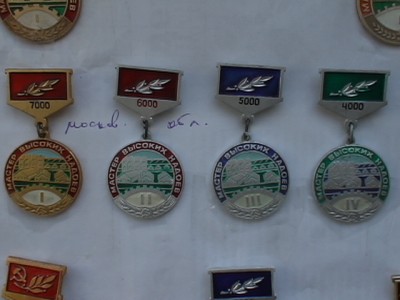 I
7000 6000 5000 4000
МОСКОВ. обл.
МАСТЕР ВЫСОКИХ НАДОЕВ I
МАСТЕР ВЫСОКИХ НАДОЕВ II
МАСТЕР ВЫСОКИХ НАДОЕВ III
МАСТЕР ВЫСОКИХ НАДОЕВ IV